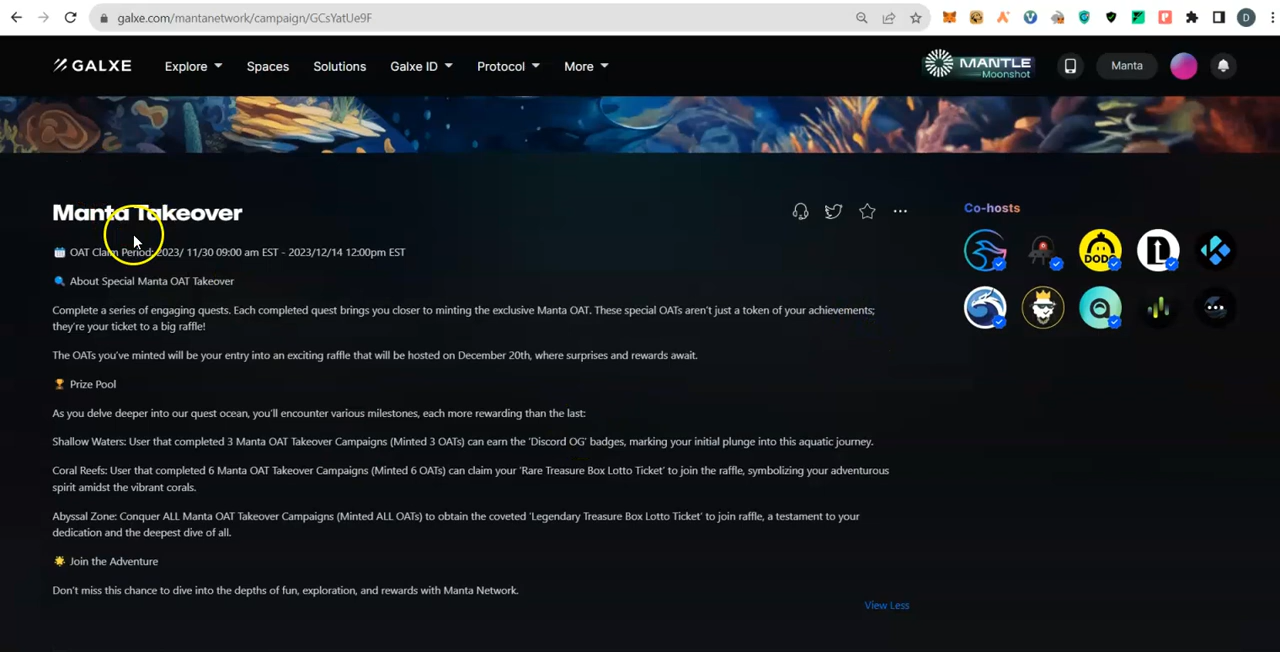 galxe.com/mantanetwork/campaign/GCsYatUe9F
D
GALXE
Explore
Spaces
Solutions
Galxe ID
Protocol
More
MANTLE
Moonshot
Manta
Manta Takeover
Co-hosts
DODO
OAT Claim Period: 2023/ 11/30 09:00 am EST - 2023/12/14 12:00pm EST
About Special Manta OAT Takeover
Complete a series of engaging quests. Each completed quest brings you closer to minting the exclusive Manta OAT. These special OATs aren't just a token of your achievements;
they're your ticket to a big raffle!
The OATs you've minted will be your entry into an exciting raffle that will be hosted on December 20th, where surprises and rewards await.
Prize Pool
As you delve deeper into our quest ocean, you'll encounter various milestones, each more rewarding than the last:
Shallow Waters: User that completed 3 Manta OAT Takeover Campaigns (Minted 3 OATs) can earn the 'Discord OG' badges, marking your initial plunge into this aquatic journey.
Coral Reefs: User that completed 6 Manta OAT Takeover Campaigns (Minted 6 OATs) can claim your 'Rare Treasure Box Lotto Ticket' to join the raffle, symbolizing your adventurous
spirit amidst the vibrant corals.
Abyssal Zone: Conquer ALL Manta OAT Takeover Campaigns (Minted ALL OATs) to obtain the coveted 'Legendary Treasure Box Lotto Ticket' to join raffle, a testament to your
dedication and the deepest dive of all.
Join the Adventure
Don't miss this chance to dive into the depths of fun, exploration, and rewards with Manta Network.
View Less